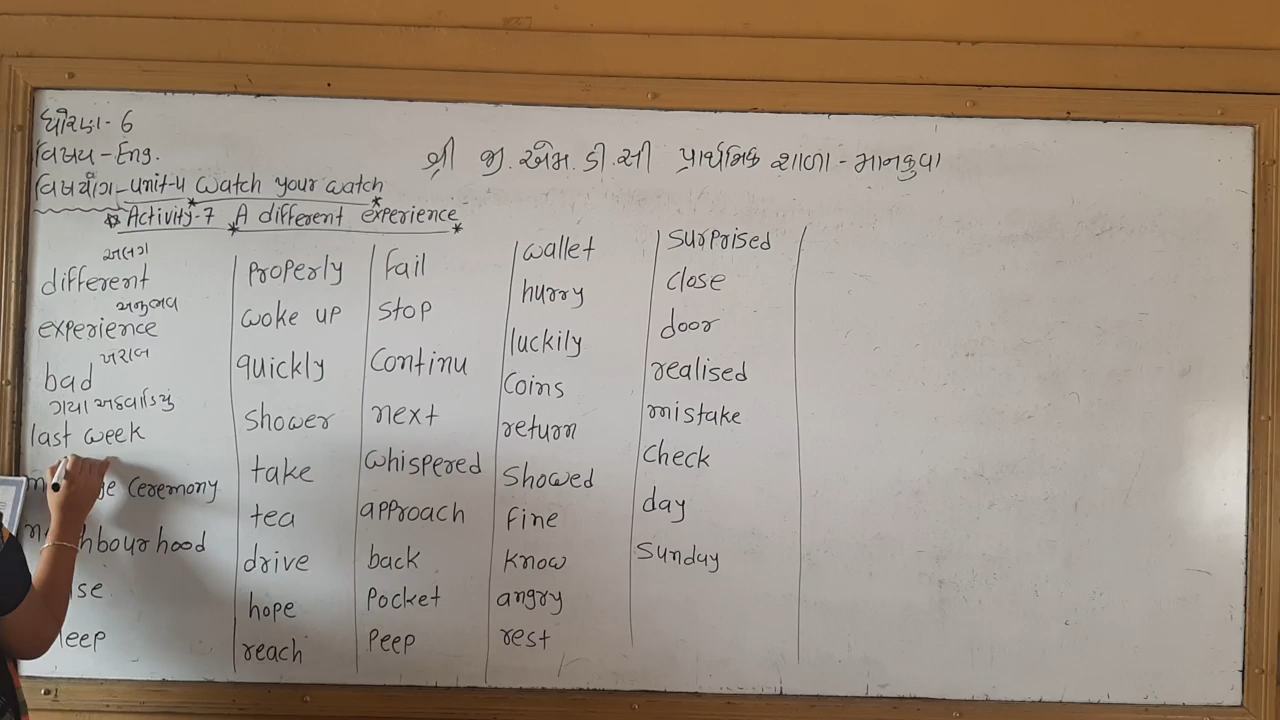 ધોરણ - 6
વિષય - Eng.
વિષયાંગ - unit-4 Watch your watch
શ્રી જી. એમ. ડી. સી પ્રાથમિક શાળા - માનકુવા
Activity-7 A different experience
અલગ
different
અનુભવ
experience
ખરાબ
bad
ગયા અઠવાડિયું
last week
ceremony
properly
woke up
quickly
shower
take
tea
drive
hope
reach
fail
stop
continu
next
whispered
approach
back
pocket
peep
wallet
hurry
luckily
coins
return
showed
fine
know
angry
rest
surprised
close
door
realised
mistake
check
day
sunday